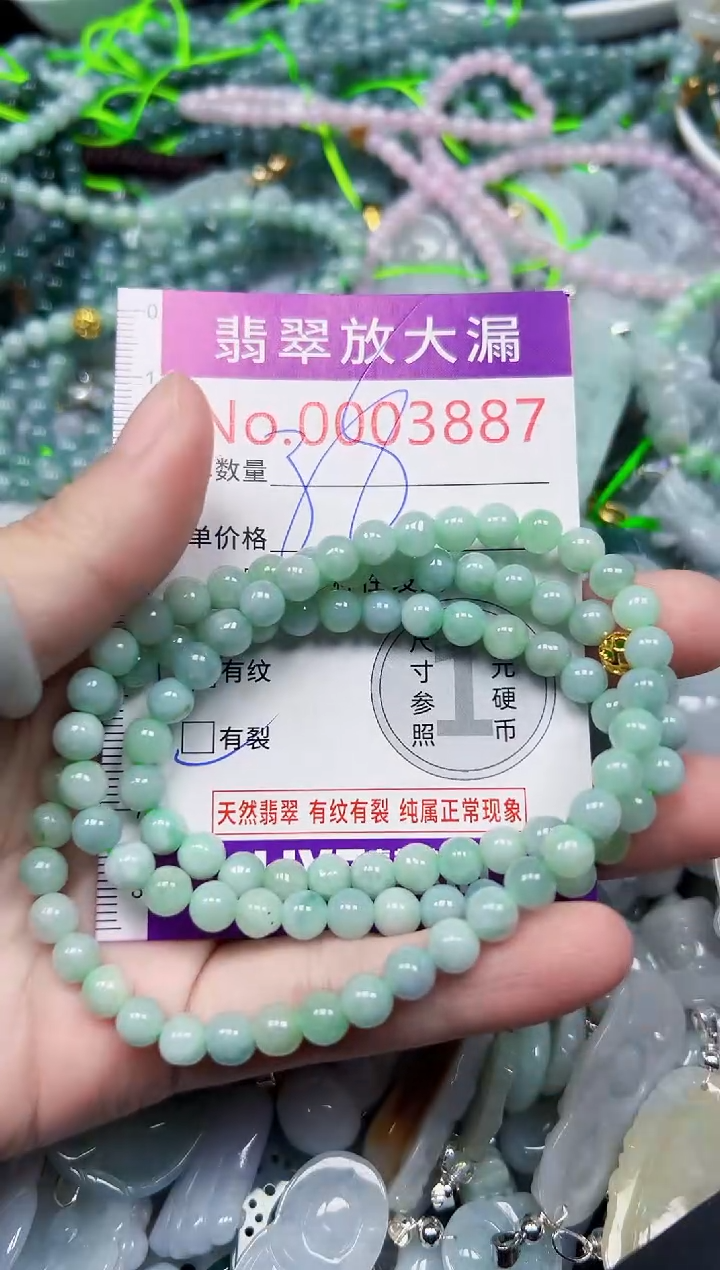 翡翠放大漏
No.0003887
数量
单价格
有纹
有裂
尺寸参照
1
元硬币
天然翡翠 有纹有裂 纯属正常现象